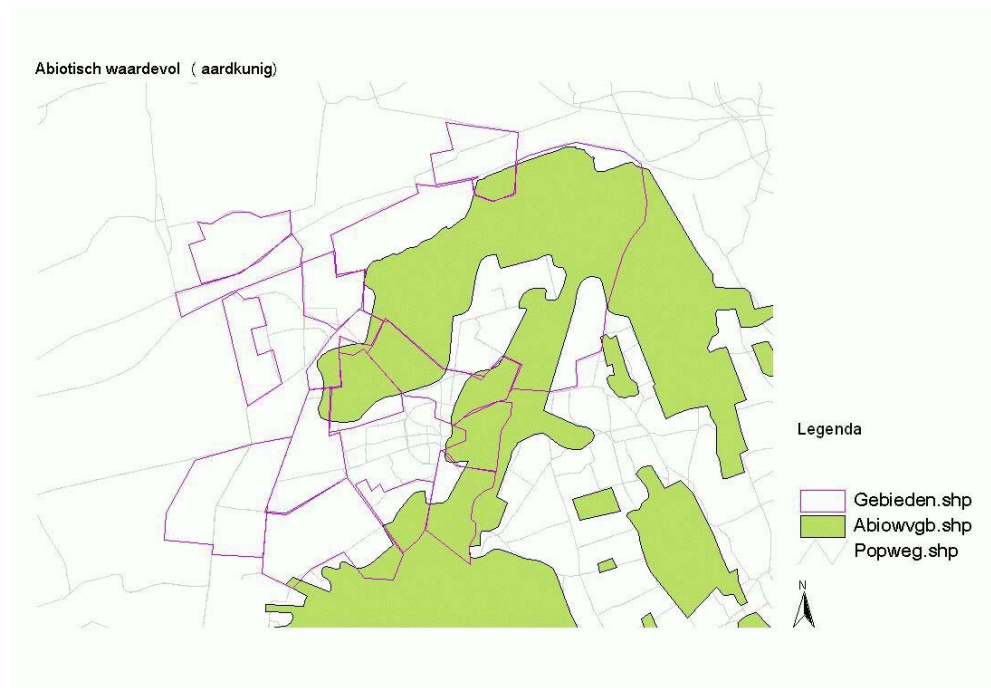 Abiotisch waardevol ( aardkunig)
Legenda
Gebieden.shp
Abiowvgb.shp
Popweg.shp
N